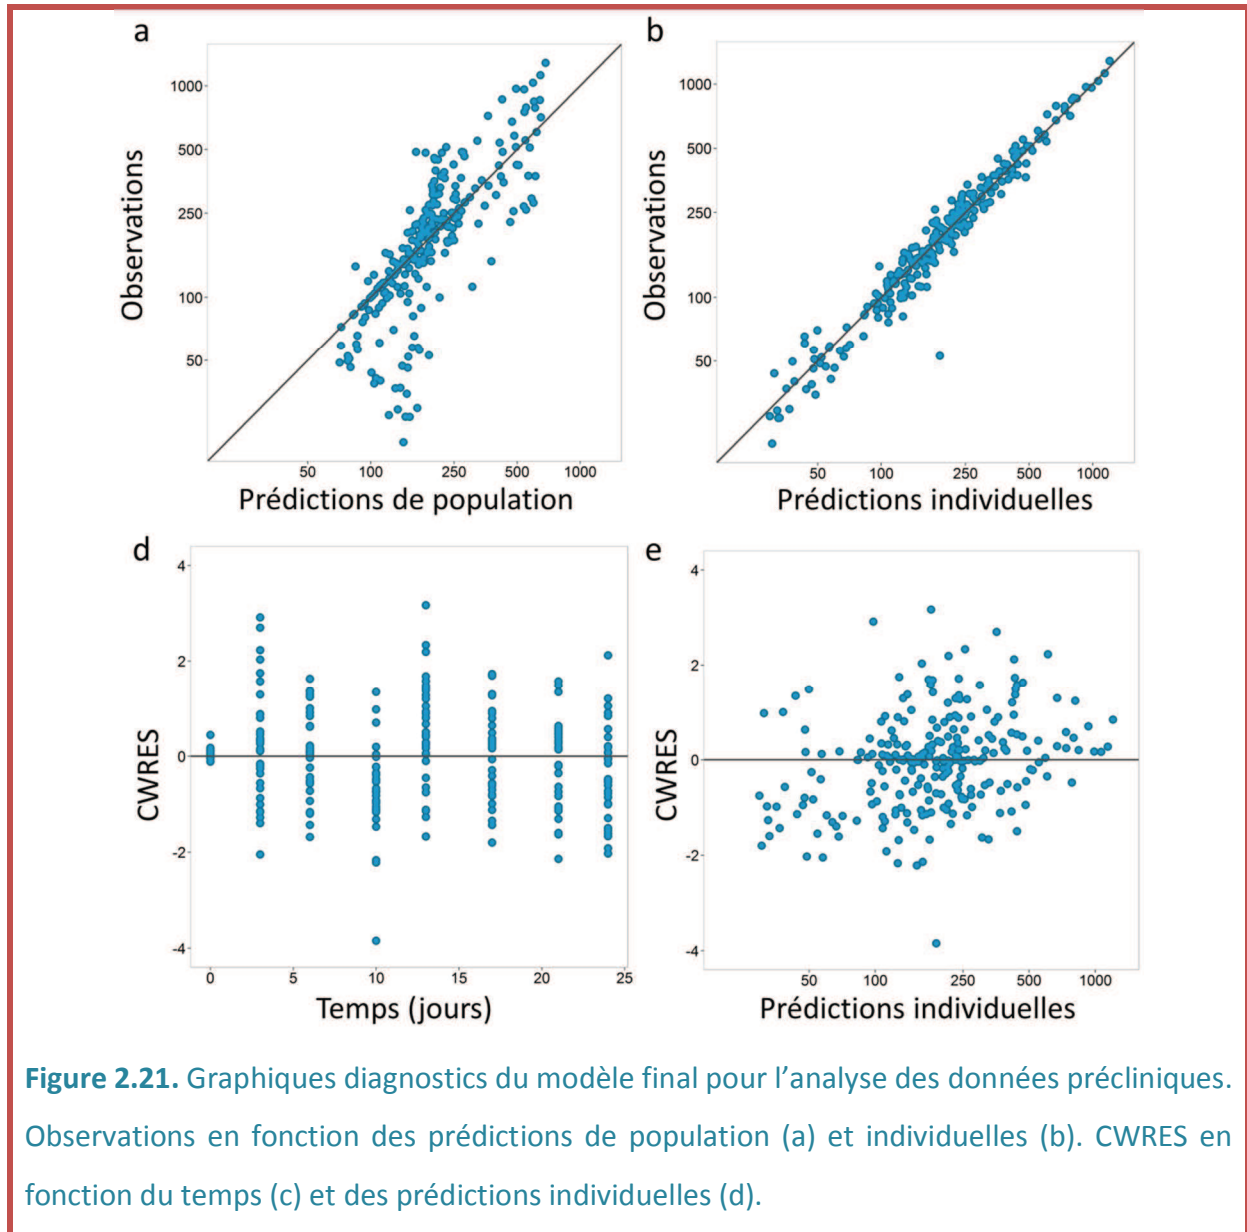 a
b
1000
500
250
100
50
Observations
50 100 250 500 1000
Prédictions de population
1000
500
250
100
50
Observations
50 100 250 500 1000
Prédictions individuelles
d
e
4
2
0
-2
-4
CWRES
0 5 10 15 20 25
Temps (jours)
4
2
0
-2
-4
CWRES
50 100 250 500 1000
Prédictions individuelles
Figure 2.21. Graphiques diagnostics du modèle final pour l’analyse des données précliniques.
Observations en fonction des prédictions de population (a) et individuelles (b). CWRES en
fonction du temps (c) et des prédictions individuelles (d).